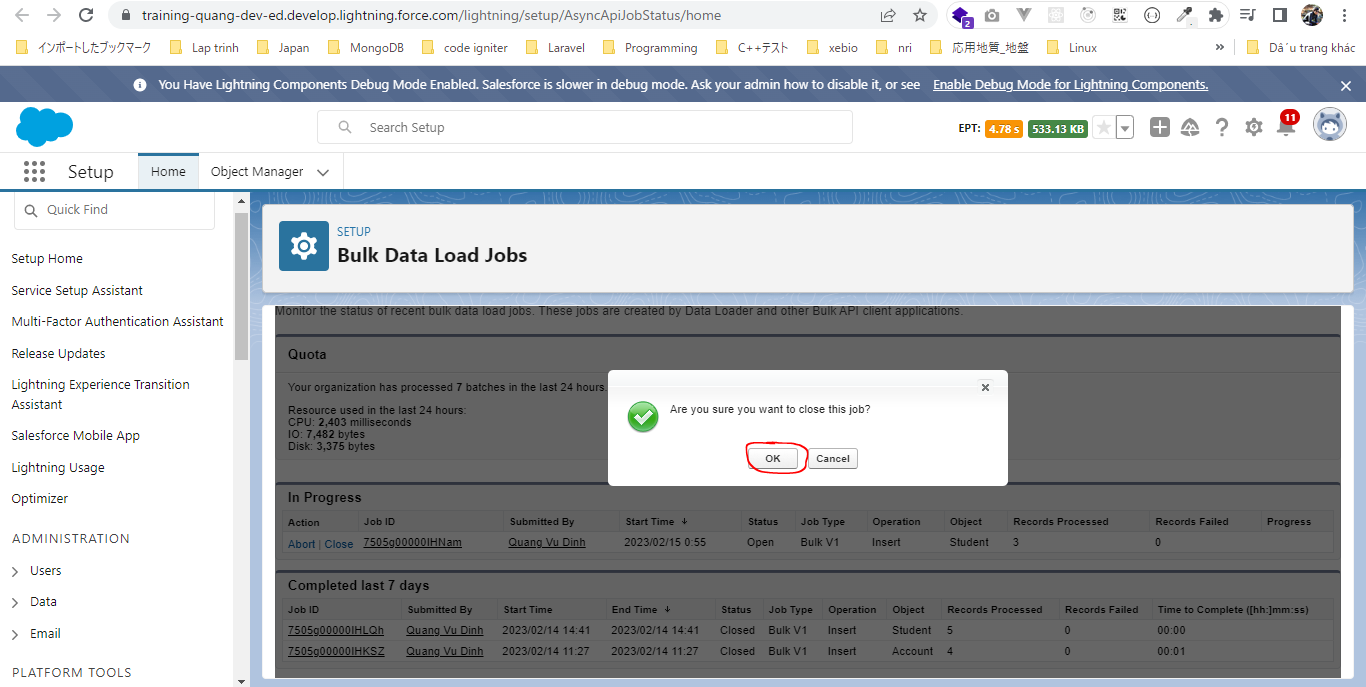 training-quang-dev-ed.develop.lightning.force.com/lightning/setup/AsyncApiJobStatus/home
2
インポートしたブックマーク Lap trinh Japan MongoDB code igniter Laravel Programming C++テスト xebio nri 応用地質_地盤 Linux » Dấu trang khác
You Have Lightning Components Debug Mode Enabled. Salesforce is slower in debug mode. Ask your admin how to disable it, or see Enable Debug Mode for Lightning Components.
Search Setup
EPT: 4.78 s 533.13 KB 11
Setup Home Object Manager
Quick Find
Setup Home
Service Setup Assistant
Multi-Factor Authentication Assistant
Release Updates
Lightning Experience Transition
Assistant
Salesforce Mobile App
Lightning Usage
Optimizer
ADMINISTRATION
Users
Data
Email
PLATFORM TOOLS
SETUP
Bulk Data Load Jobs
Monitor the status of recent bulk data load jobs. These jobs are created by Data Loader and other Bulk API client applications.
Quota
Your organization has processed 7 batches in the last 24 hours.
Resource used in the last 24 hours:
CPU: 2,403 milliseconds
IO: 7,482 bytes
Disk: 3,375 bytes
Are you sure you want to close this job?
OK Cancel
In Progress
Action Job ID Submitted By Start Time ↓ Status Job Type Operation Object Records Processed Records Failed Progress
Abort | Close 7505g00000IHNam Quang Vu Dinh 2023/02/15 0:55 Open Bulk V1 Insert Student 3 0
Completed last 7 days
Job ID Submitted By Start Time End Time ↓ Status Job Type Operation Object Records Processed Records Failed Time to Complete ([hh:]mm:ss)
7505g00000IHLQh Quang Vu Dinh 2023/02/14 14:41 2023/02/14 14:41 Closed Bulk V1 Insert Student 5 0 00:00
7505g00000IHKSZ Quang Vu Dinh 2023/02/14 11:27 2023/02/14 11:27 Closed Bulk V1 Insert Account 4 0 00:01